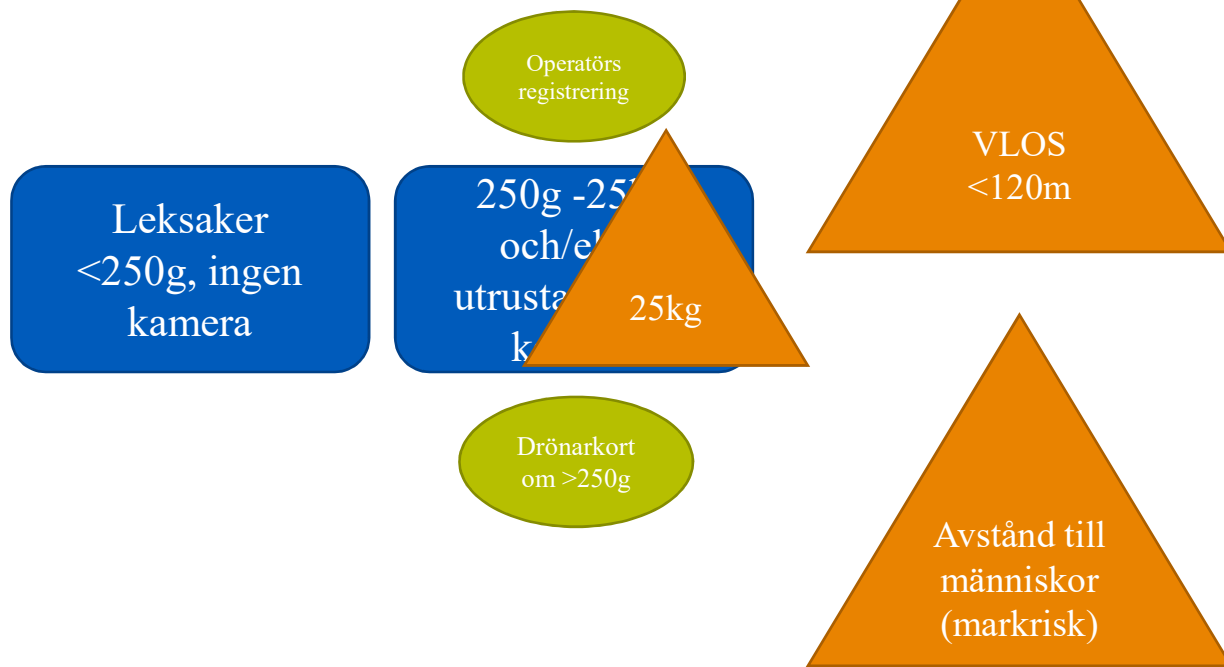 Operatörs
registrering
Leksaker
<250g, ingen
kamera
250g -25
och/el
utrusta
k
25kg
VLOS
<120m
Drönarkort
om >250g
Avstånd till
människor
(markrisk)